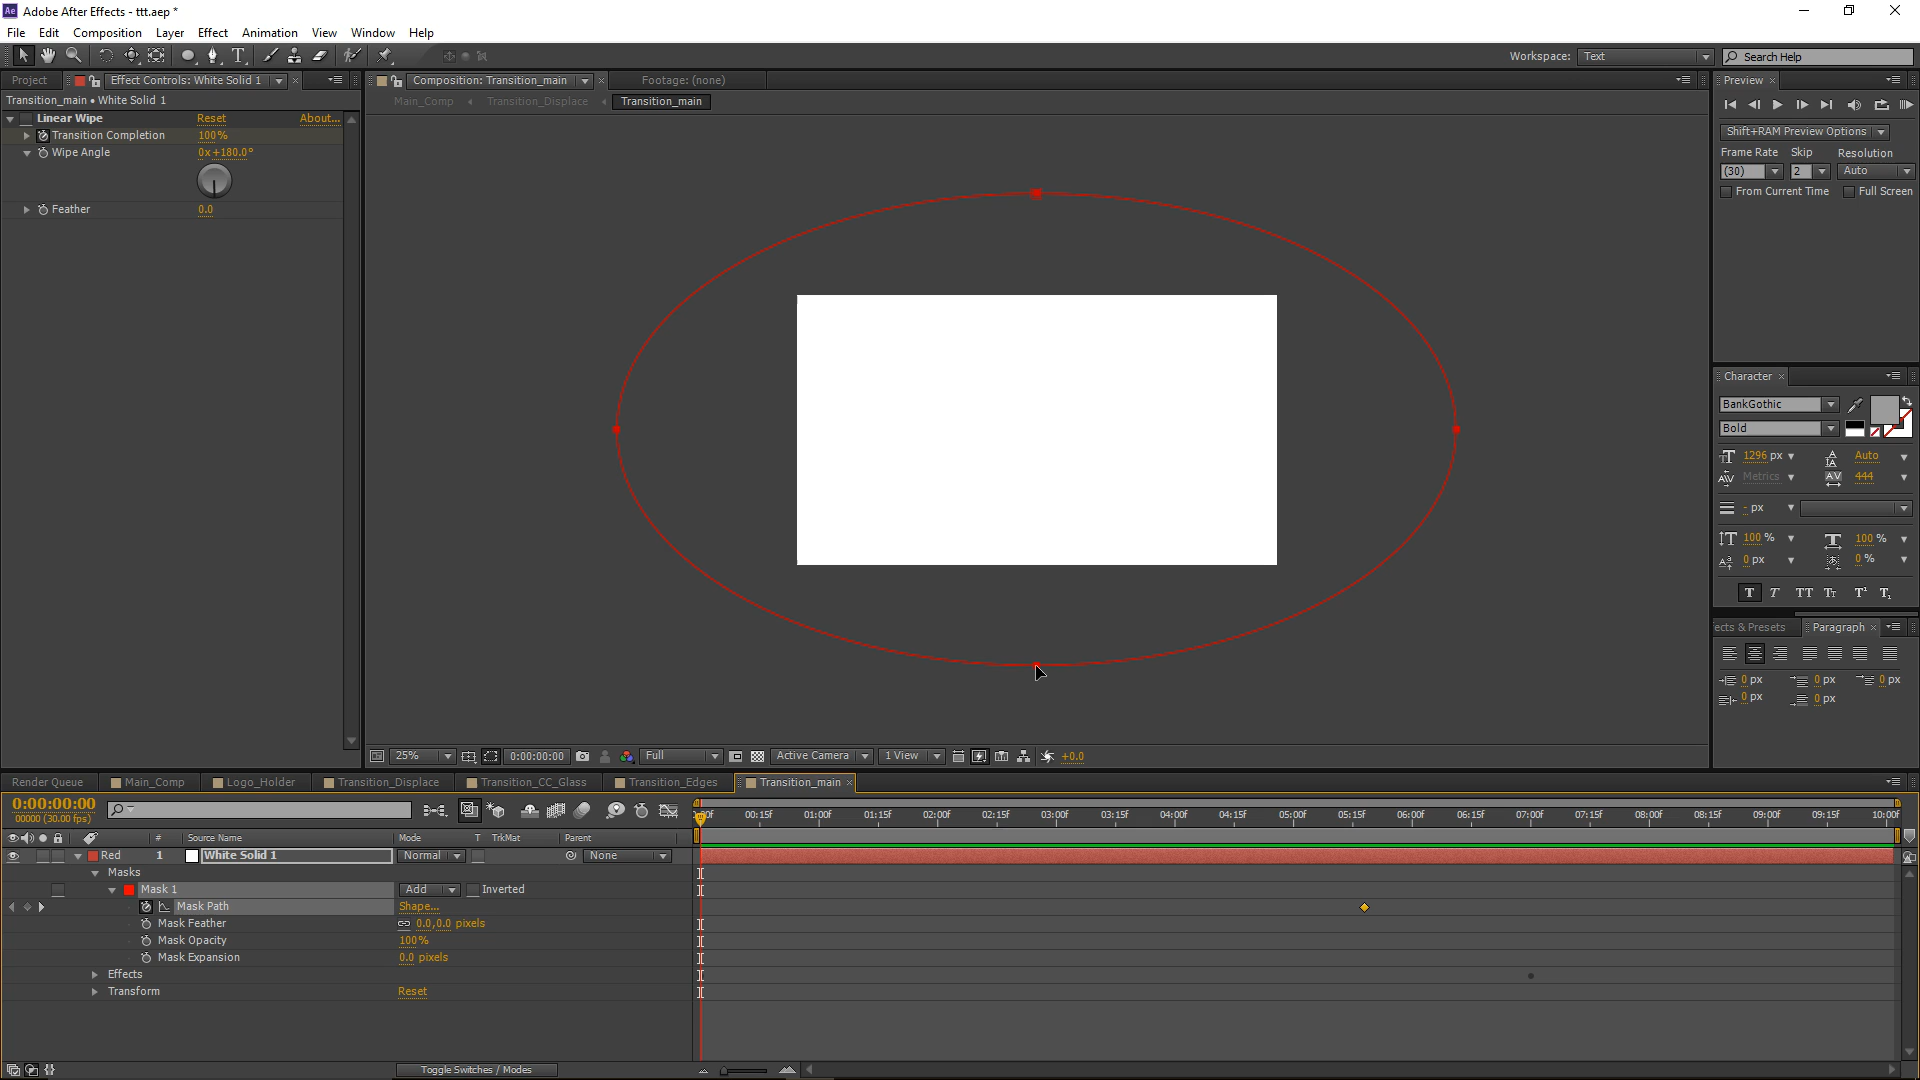 Ae Adobe After Effects - ttt.aep *
File Edit Composition Layer Effect Animation View Window Help
T Workspace: Text Search Help
Project Effect Controls: White Solid 1 Composition: Transition_main Footage: (none) Preview
Transition_main • White Solid 1 Main_Comp Transition_Displace Transition_main
Linear Wipe Reset About...
Transition Completion 100%
Wipe Angle 0x+180.0°
Feather 0.0
Shift+RAM Preview Options
Frame Rate Skip Resolution
(30) 2 Auto
From Current Time Full Screen
Character
BankGothic
Bold
1296 px Auto
Metrics 444
- px
100 % 100 %
0 px 0 %
T T TT Tt T¹ T₁
ects & Presets Paragraph
0 px 0 px 0 px
0 px 0 px
25% 0:00:00:00 Full Active Camera 1 View +0.0
Render Queue Main_Comp Logo_Holder Transition_Displace Transition_CC_Glass Transition_Edges Transition_main
0:00:00:00
00000 (30.00 fps)
00f 00:15f 01:00f 01:15f 02:00f 02:15f 03:00f 03:15f 04:00f 04:15f 05:00f 05:15f 06:00f 06:15f 07:00f 07:15f 08:00f 08:15f 09:00f 09:15f 10:00f
# Source Name Mode T TrkMat Parent
Red 1 White Solid 1 Normal None
Masks
Mask 1 Add Inverted
Mask Path Shape...
Mask Feather 0.0,0.0 pixels
Mask Opacity 100%
Mask Expansion 0.0 pixels
Effects
Transform Reset
Toggle Switches / Modes